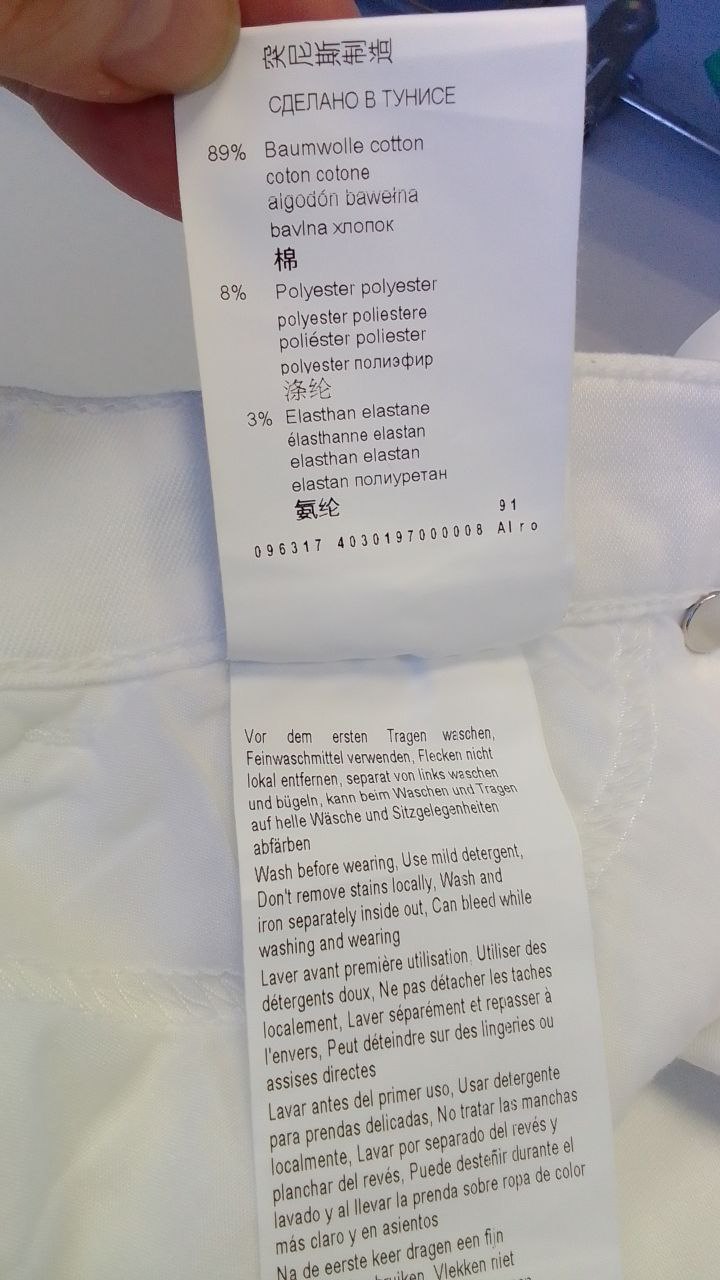 突尼斯制造
СДЕЛАНО В ТУНИСЕ
89% Baumwolle cotton
coton cotone
algodón bawełna
bavlna хлопок
棉
8% Polyester polyester
polyester poliestere
poliéster poliester
polyester полиэфир
涤纶
3% Elasthan elastane
élasthanne elastan
elasthan elastan
elastan полиуретан
氨纶
91
096317 4030197000008 Alro
Vor dem ersten Tragen waschen,
Feinwaschmittel verwenden, Flecken nicht
lokal entfernen, separat von links waschen
und bügeln, kann beim Waschen und Tragen
auf helle Wäsche und Sitzgelegenheiten
abfärben
Wash before wearing, Use mild detergent,
Don't remove stains locally, Wash and
iron separately inside out, Can bleed while
washing and wearing
Laver avant première utilisation, Utiliser des
détergents doux, Ne pas détacher les taches
localement, Laver séparément et repasser à
l'envers, Peut déteindre sur des lingeries ou
assises directes
Lavar antes del primer uso, Usar detergente
para prendas delicadas, No tratar las manchas
localmente, Lavar por separado del revés y
planchar del revés, Puede desteñir durante el
lavado y al llevar la prenda sobre ropa de color
más claro y en asientos
Na de eerste keer dragen een fijn
Vlekken niet